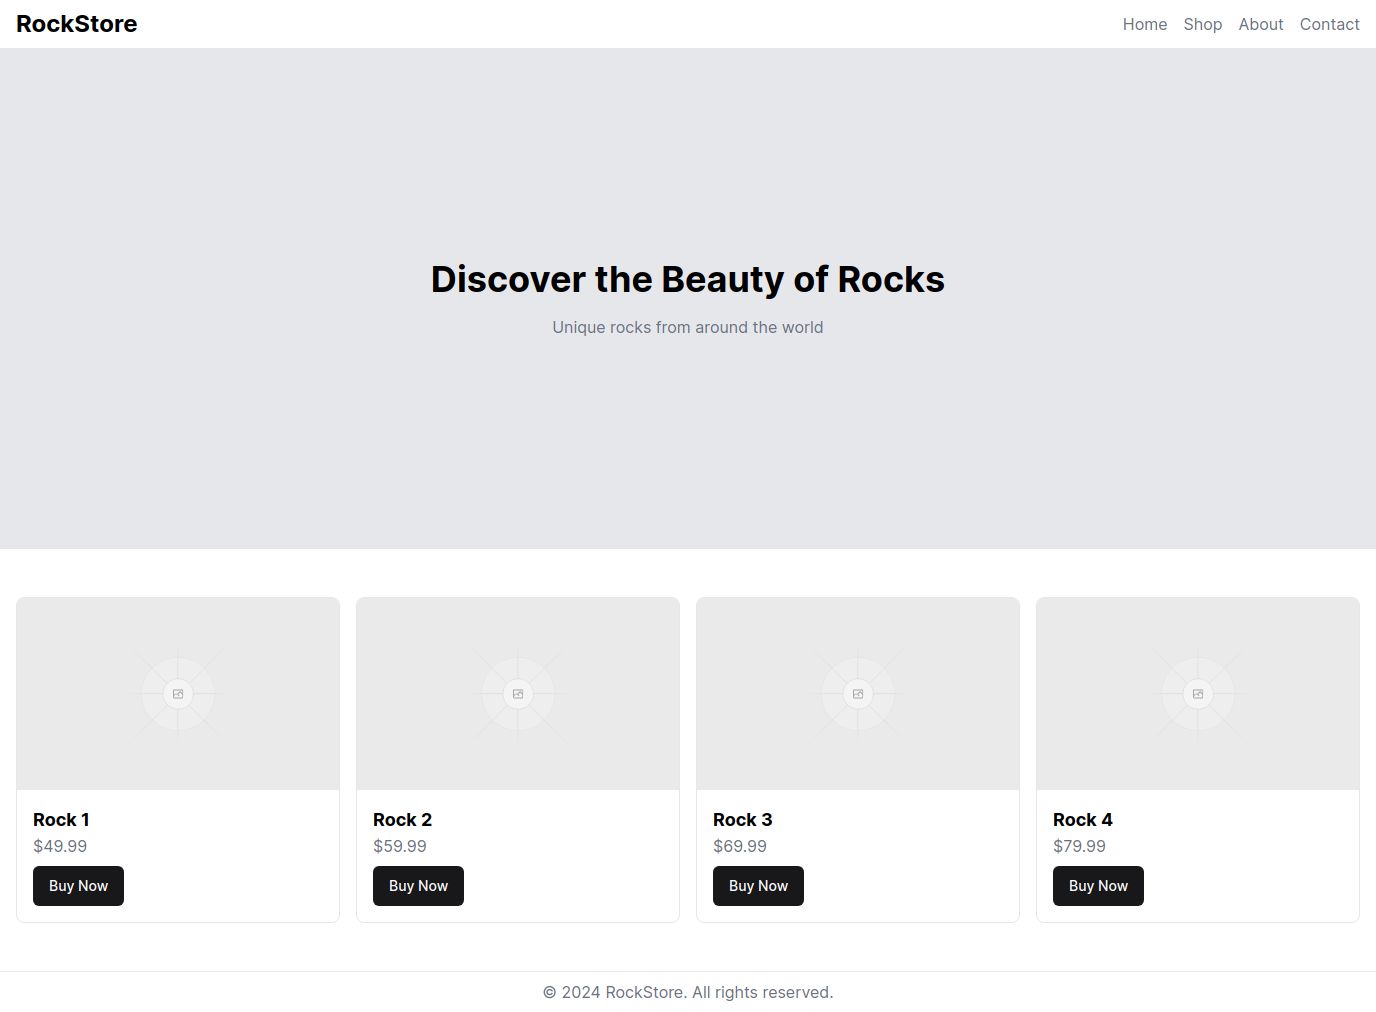 RockStore
Home Shop About Contact
Discover the Beauty of Rocks
Unique rocks from around the world
Rock 1
$49.99
Buy Now
Rock 2
$59.99
Buy Now
Rock 3
$69.99
Buy Now
Rock 4
$79.99
Buy Now
© 2024 RockStore. All rights reserved.